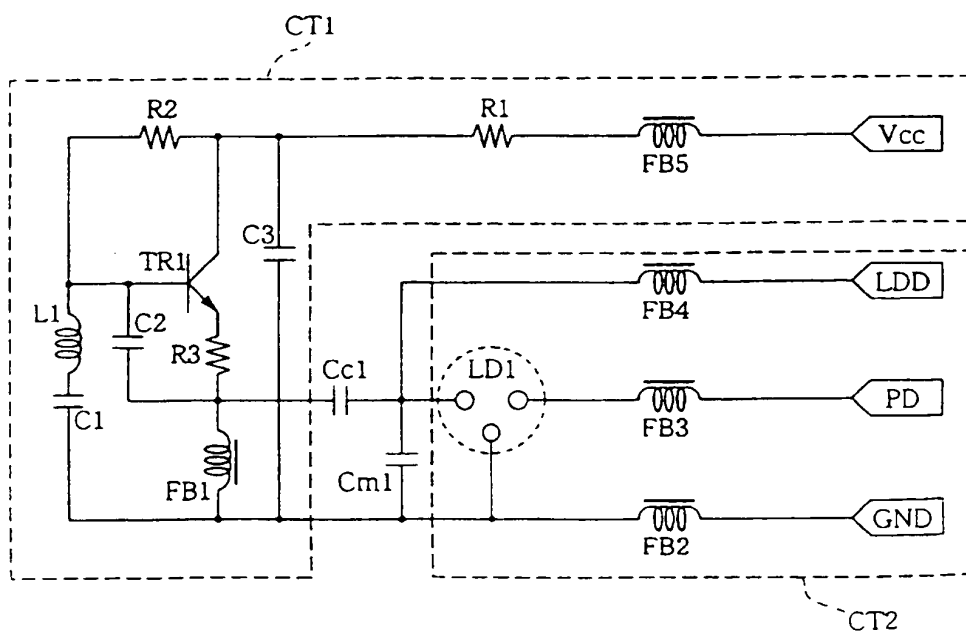 CT1
R2
R1
Vcc
FB5
C3
TR1
LDD
FB4
L1
C2
R3
Cc1
LD1
PD
C1
FB3
FB1
Cm1
GND
FB2
CT2